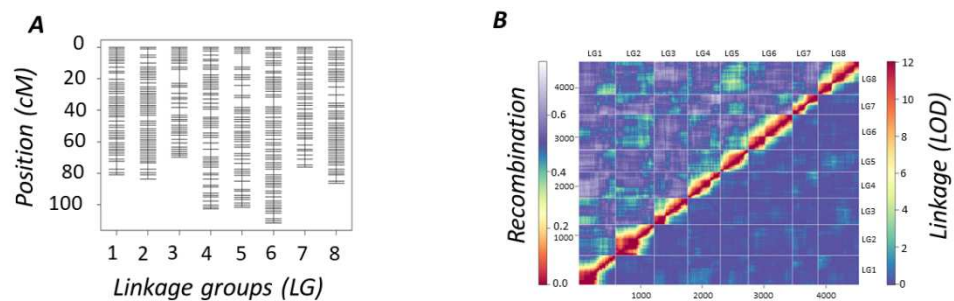 A
Position (cM)
0
20
40
60
80
100
1 2 3 4 5 6 7 8
Linkage groups (LG)
B
LG1 LG2 LG3 LG4 LG5 LG6 LG7 LG8
Recombination
4000
0.6
3000
0.4
2000
0.2
1000
0.0
1000 2000 3000 4000
LG8
LG7
LG6
LG5
LG4
LG3
LG2
LG1
12
10
8
6
4
2
0
Linkage (LOD)